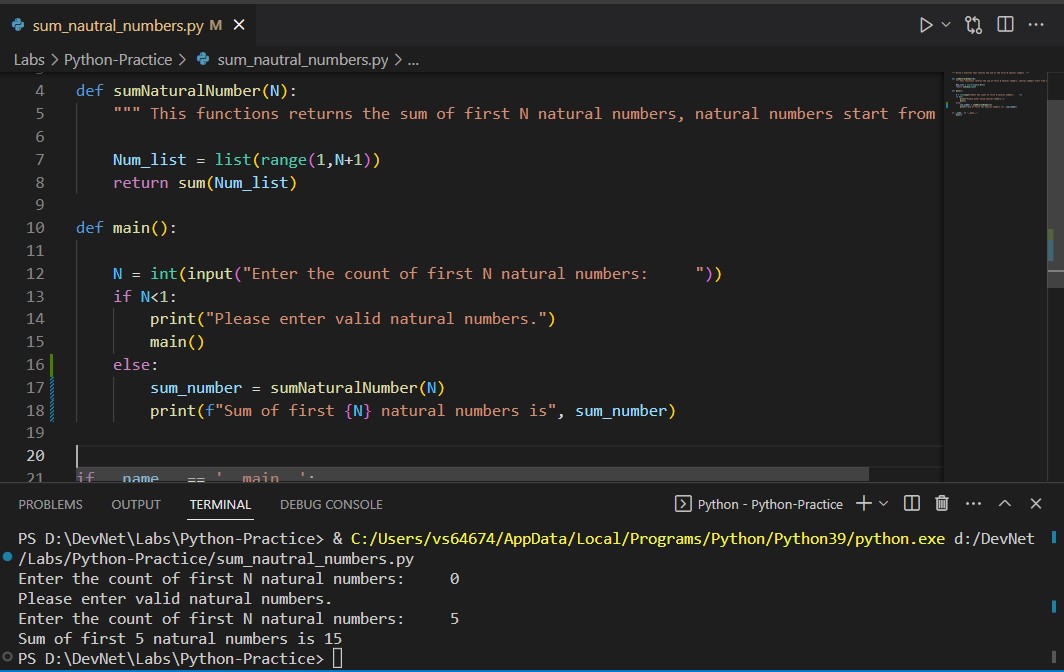 sum_nautral_numbers.py M
Labs > Python-Practice > sum_nautral_numbers.py > ...
4 def sumNaturalNumber(N):
5 """ This functions returns the sum of first N natural numbers, natural numbers start from
6
7 Num_list = list(range(1,N+1))
8 return sum(Num_list)
9
10 def main():
11
12 N = int(input("Enter the count of first N natural numbers:     "))
13 if N<1:
14 print("Please enter valid natural numbers.")
15 main()
16 else:
17 sum_number = sumNaturalNumber(N)
18 print(f"Sum of first {N} natural numbers is", sum_number)
19
20
21 if __name__ == '__main__':
PROBLEMS OUTPUT TERMINAL DEBUG CONSOLE Python - Python-Practice
PS D:\DevNet\Labs\Python-Practice> & C:/Users/vs64674/AppData/Local/Programs/Python/Python39/python.exe d:/DevNet
/Labs/Python-Practice/sum_nautral_numbers.py
Enter the count of first N natural numbers:     0
Please enter valid natural numbers.
Enter the count of first N natural numbers:     5
Sum of first 5 natural numbers is 15
PS D:\DevNet\Labs\Python-Practice>